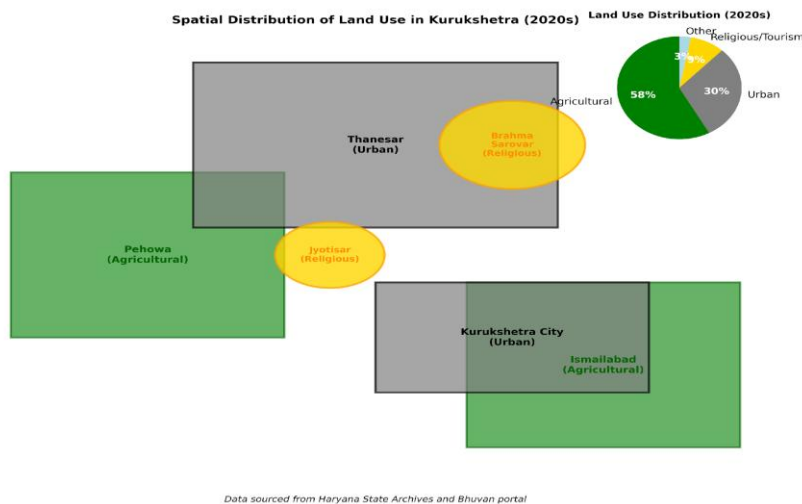 Spatial Distribution of Land Use in Kurukshetra (2020s)
Land Use Distribution (2020s)
Other
Religious/Tourism
3%
9%
Agricultural
58%
30%
Urban
Thanesar
(Urban)
Brahma
Sarovar
(Religious)
Pehowa
(Agricultural)
Jyotisar
(Religious)
Kurukshetra City
(Urban)
Ismailabad
(Agricultural)
Data sourced from Haryana State Archives and Bhuvan portal